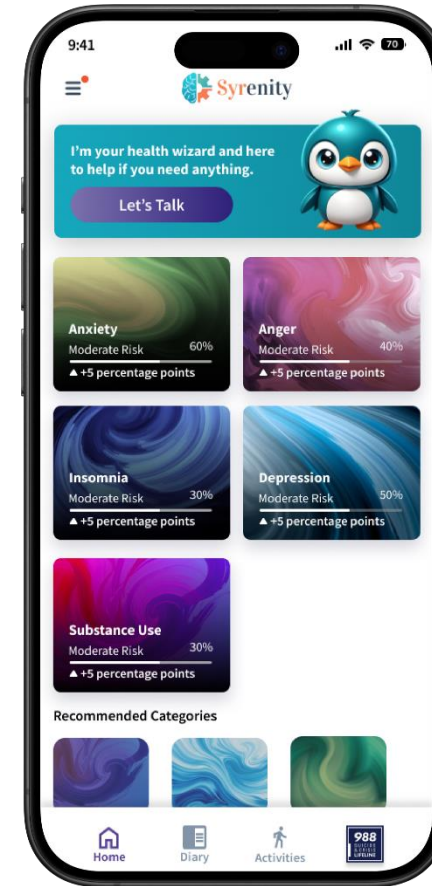 9:41
70
Syrenity
I'm your health wizard and here
to help if you need anything.
Let's Talk
Anxiety
Moderate Risk 60%
▲ +5 percentage points
Anger
Moderate Risk 40%
▲ +5 percentage points
Insomnia
Moderate Risk 30%
▲ +5 percentage points
Depression
Moderate Risk 50%
▲ +5 percentage points
Substance Use
Moderate Risk 30%
▲ +5 percentage points
Recommended Categories
Home
Diary
Activities
988
SUICIDE
& CRISIS
LIFELINE